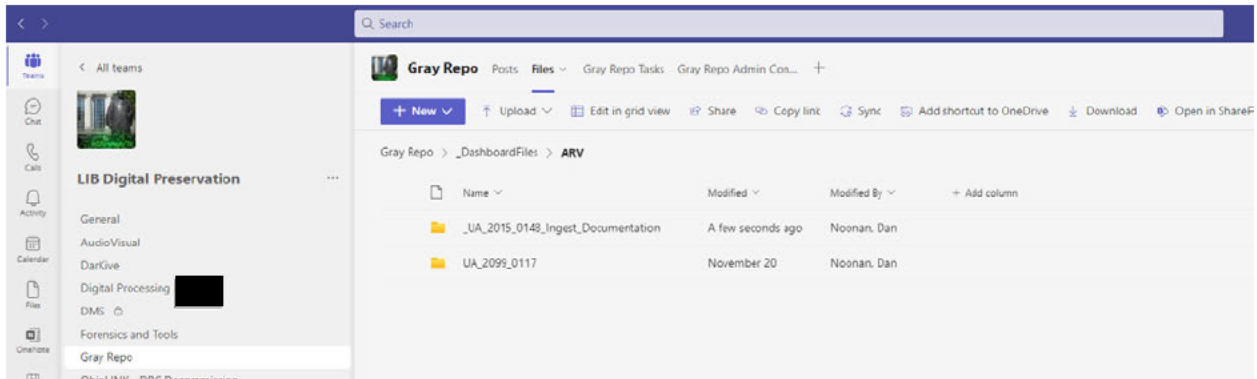 Search
Teams
Chat
Calls
Activity
Calendar
Files
OneNote
All teams
LIB Digital Preservation ...
General
AudioVisual
DarKive
Digital Processing
DMS
Forensics and Tools
Gray Repo
Gray Repo Posts Files Gray Repo Tasks Gray Repo Admin Con... +
+ New Upload Edit in grid view Share Copy link Sync Add shortcut to OneDrive Download Open in ShareP
Gray Repo > _DashboardFiles > ARV
Name Modified Modified By + Add column
_UA_2015_0148_Ingest_Documentation A few seconds ago Noonan, Dan
UA_2099_0117 November 20 Noonan, Dan